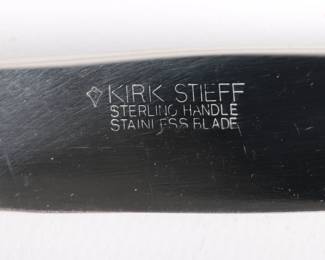 KIRK STIEFF
STERLING HANDLE
STAINLESS BLADE